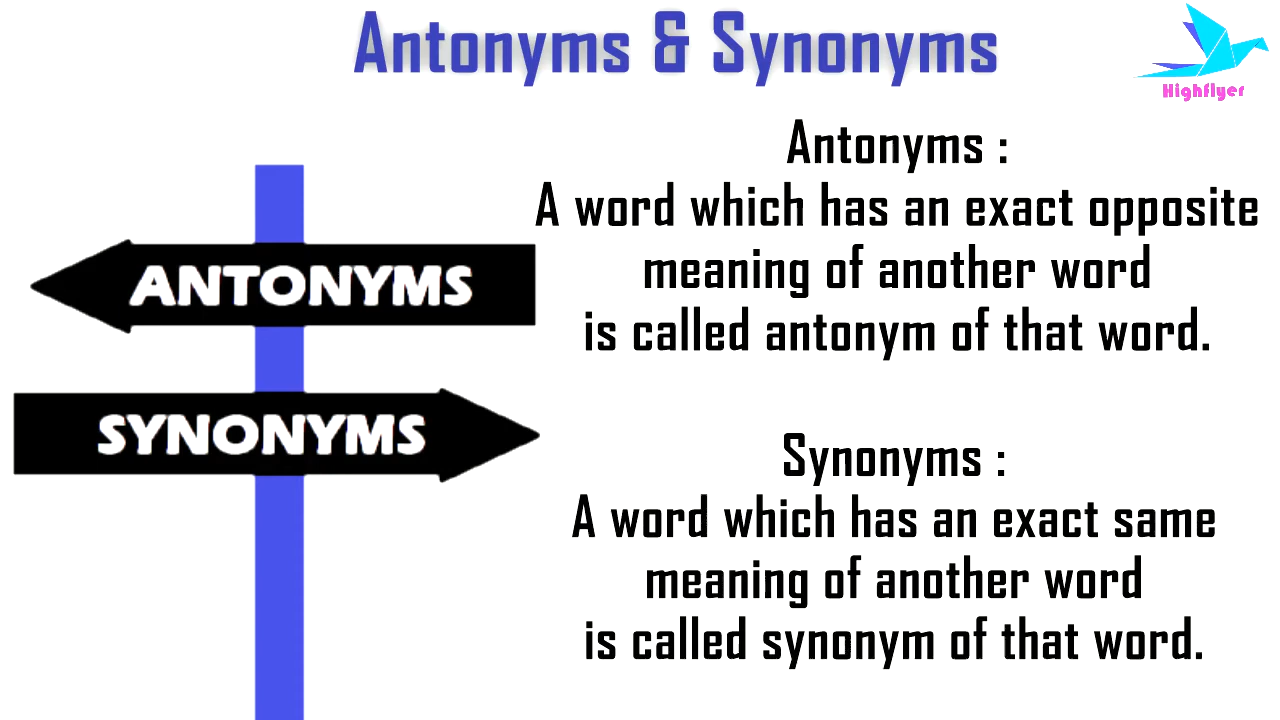 Antonyms & Synonyms
Highflyer
Antonyms :
A word which has an exact opposite
meaning of another word
is called antonym of that word.
ANTONYMS
SYNONYMS
Synonyms :
A word which has an exact same
meaning of another word
is called synonym of that word.